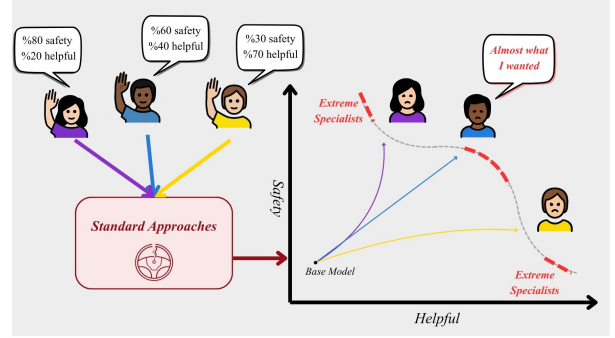 %80 safety
%20 helpful
%60 safety
%40 helpful
%30 safety
%70 helpful
Almost what
I wanted
Extreme
Specialists
Standard Approaches
Safety
Base Model
Extreme
Specialists
Helpful